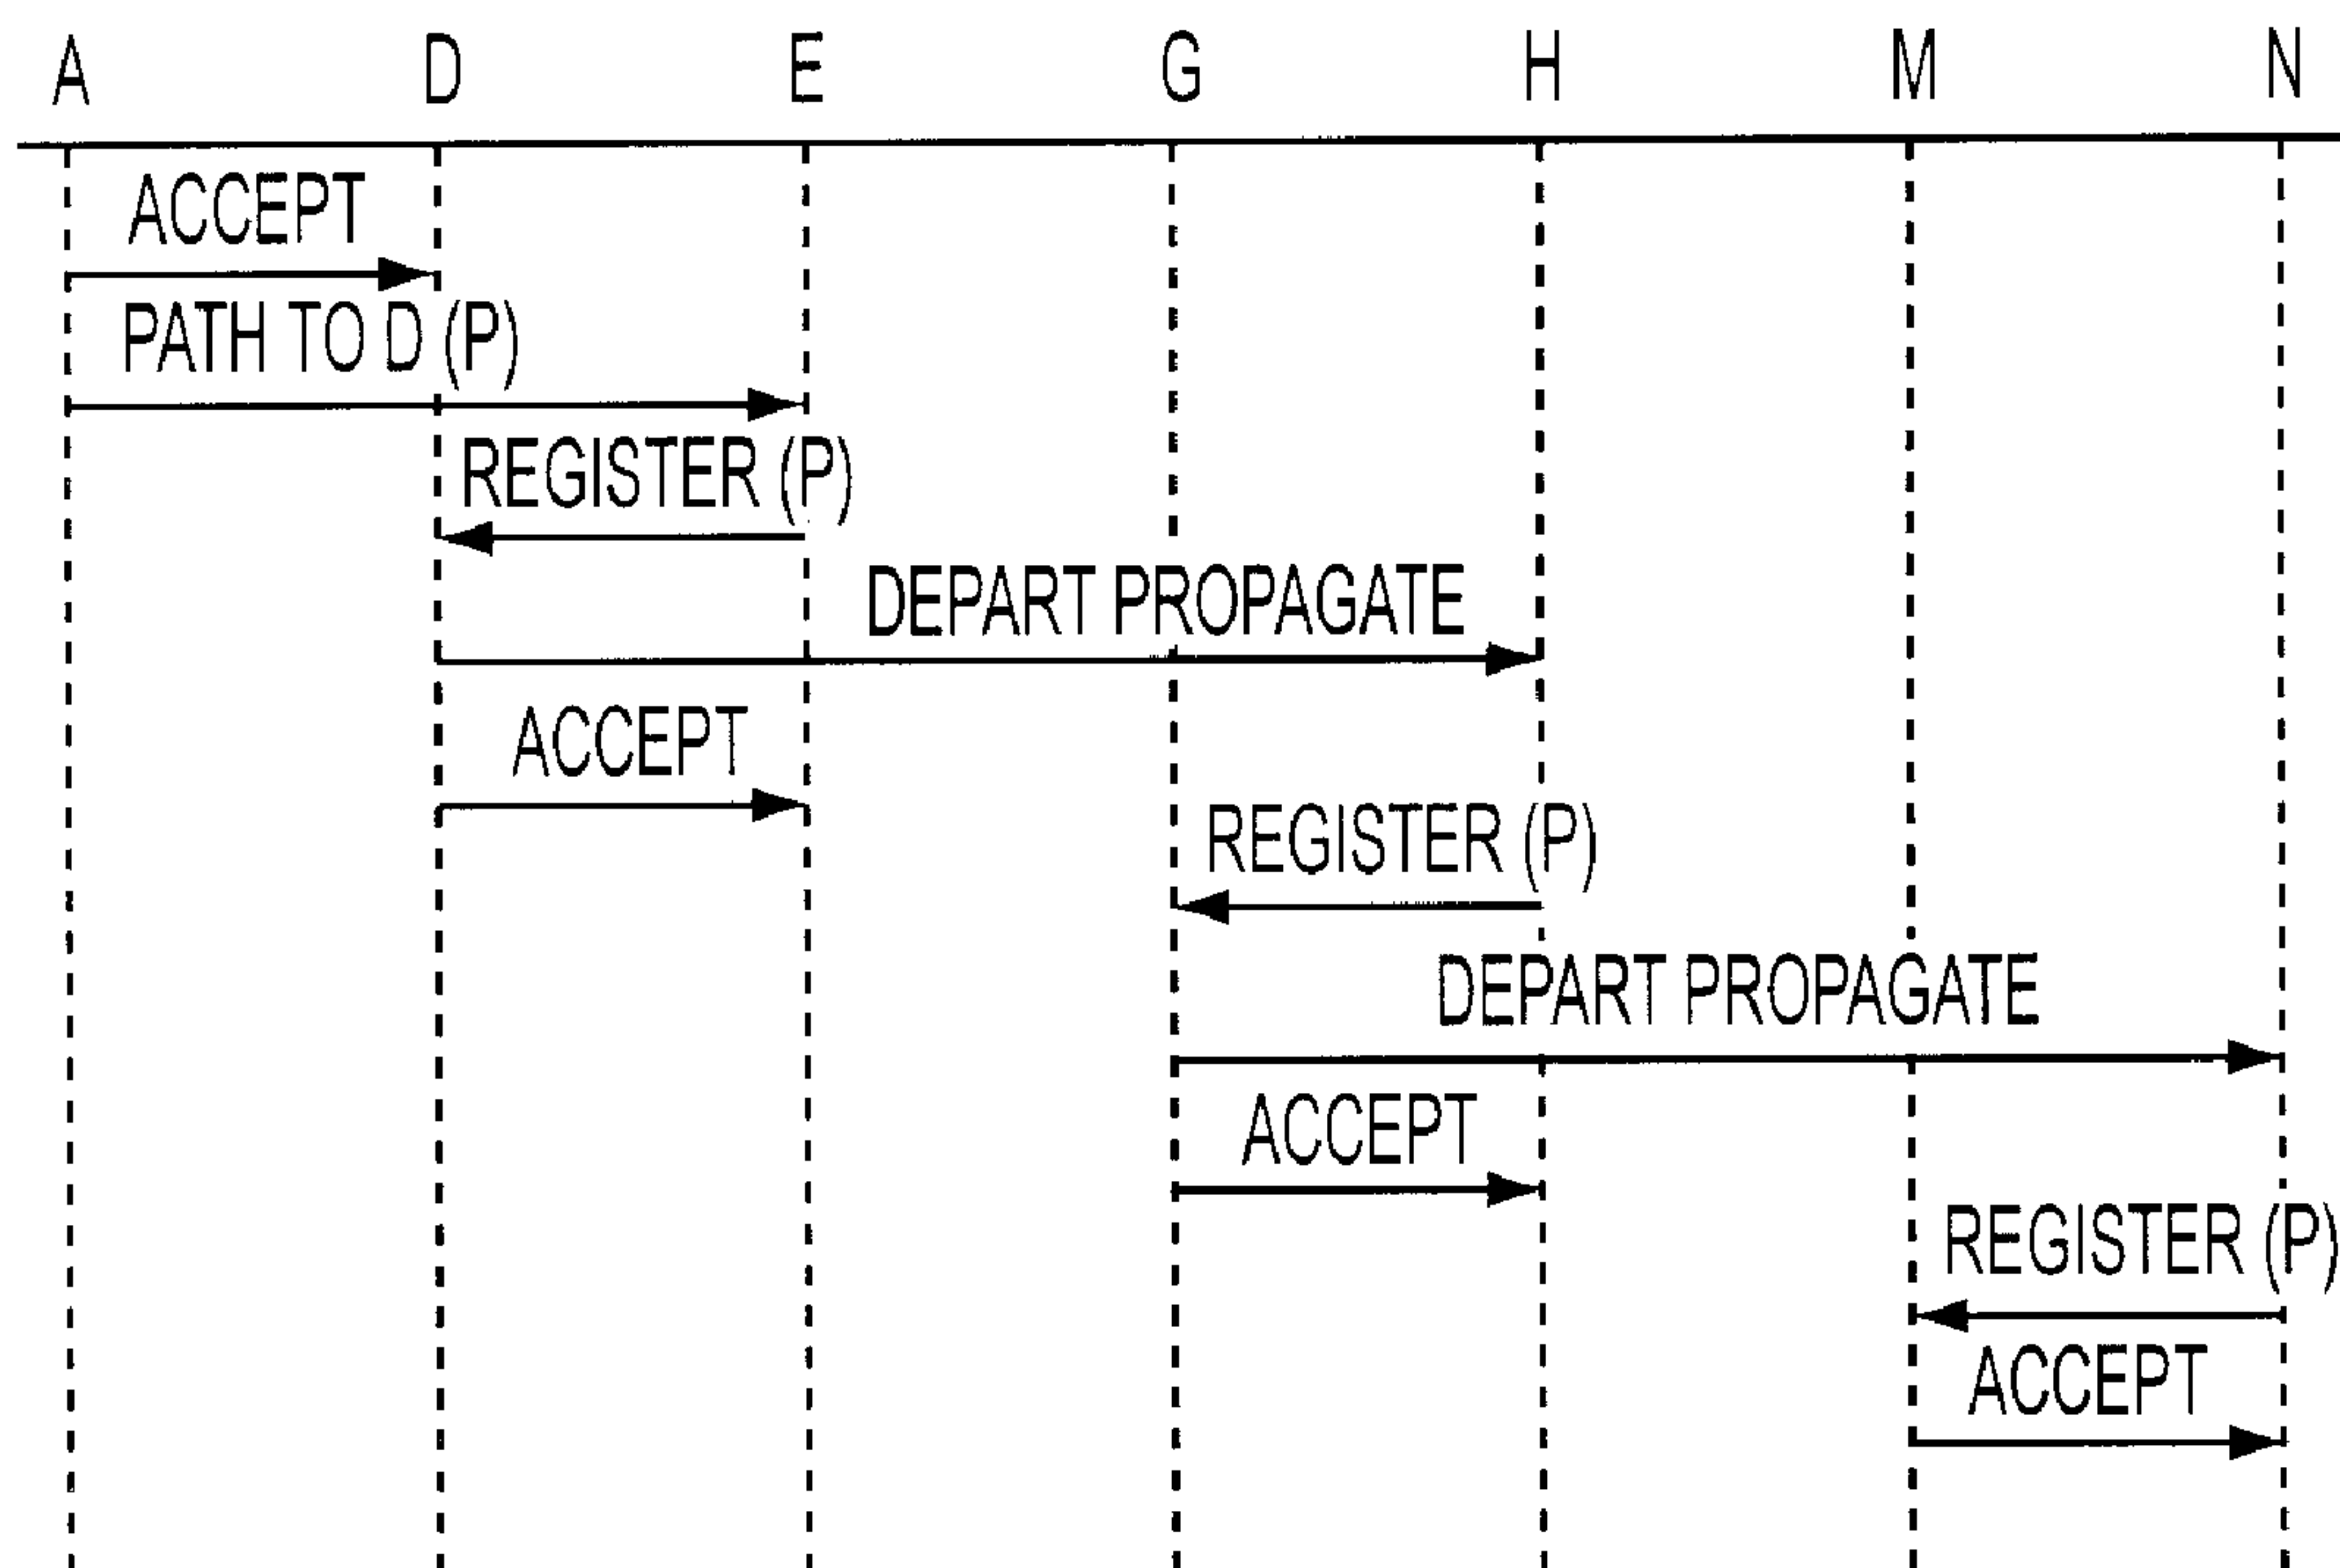 A D E G H M N
ACCEPT
PATH TO D (P)
REGISTER (P)
DEPART PROPAGATE
ACCEPT
REGISTER (P)
DEPART PROPAGATE
ACCEPT
REGISTER (P)
ACCEPT